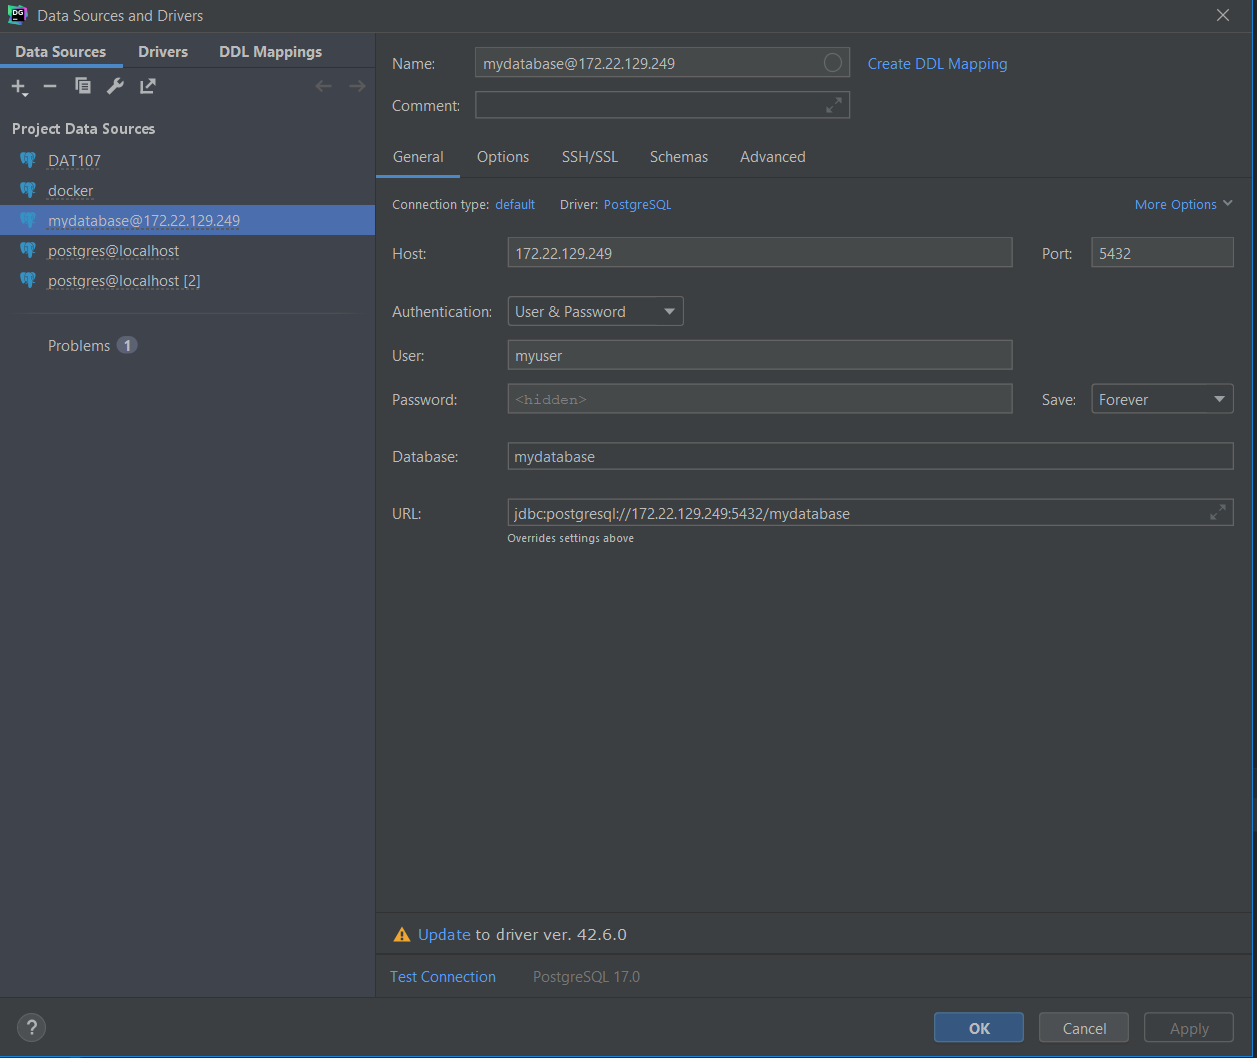 DG Data Sources and Drivers
Data Sources Drivers DDL Mappings
Project Data Sources
DAT107
docker
mydatabase@172.22.129.249
postgres@localhost
postgres@localhost [2]
Problems 1
Name: mydatabase@172.22.129.249 Create DDL Mapping
Comment:
General Options SSH/SSL Schemas Advanced
Connection type: default Driver: PostgreSQL More Options
Host: 172.22.129.249 Port: 5432
Authentication: User & Password
User: myuser
Password: <hidden> Save: Forever
Database: mydatabase
URL: jdbc:postgresql://172.22.129.249:5432/mydatabase
Overrides settings above
Update to driver ver. 42.6.0
Test Connection PostgreSQL 17.0
? OK Cancel Apply